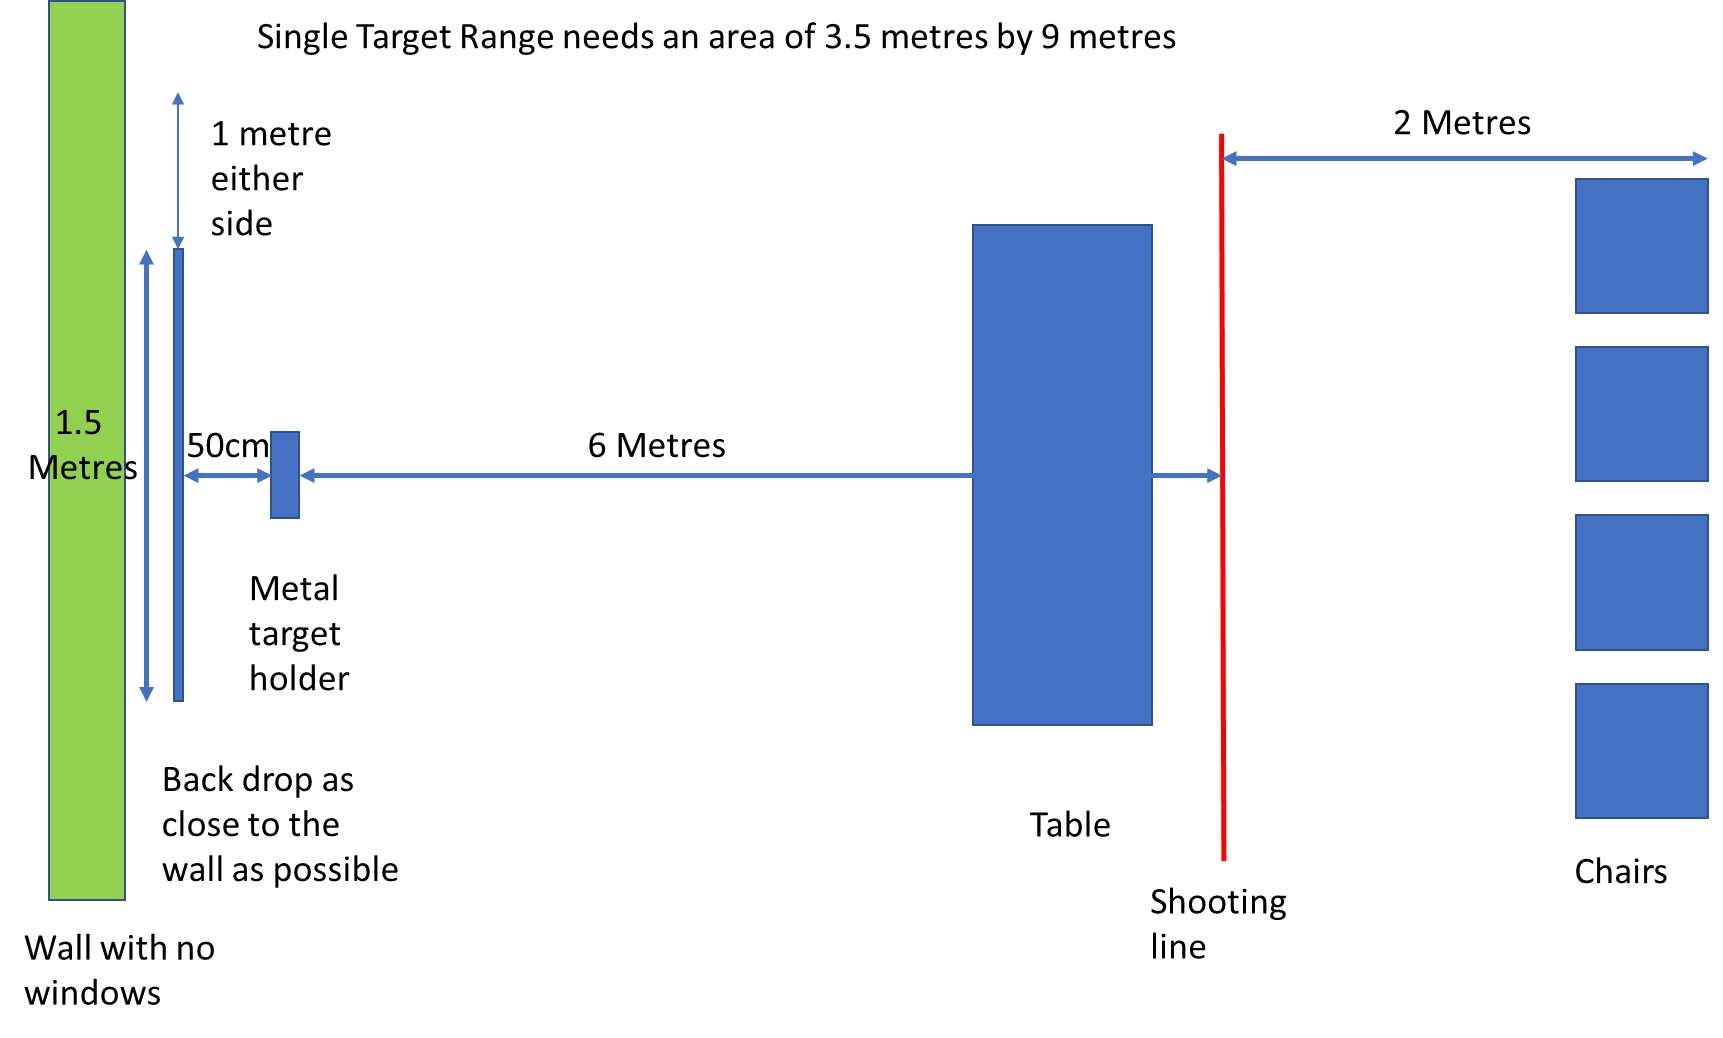 Single Target Range needs an area of 3.5 metres by 9 metres
1 metre
either
side
2 Metres
1.5
Metres
50cm
6 Metres
Metal
target
holder
Back drop as
close to the
wall as possible
Table
Chairs
Shooting
line
Wall with no
windows